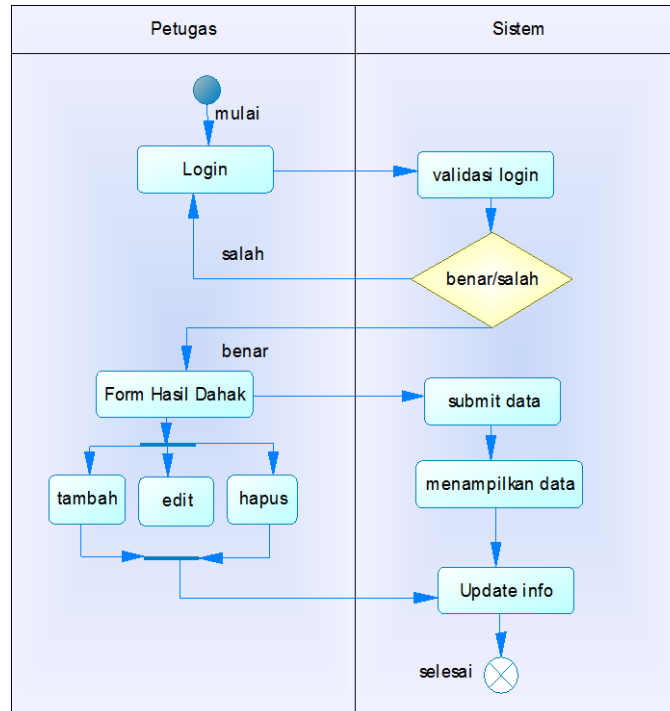 Petugas
Sistem
mulai
Login
validasi login
salah
benar/salah
benar
Form Hasil Dahak
submit data
tambah
edit
hapus
menampilkan data
Update info
selesai